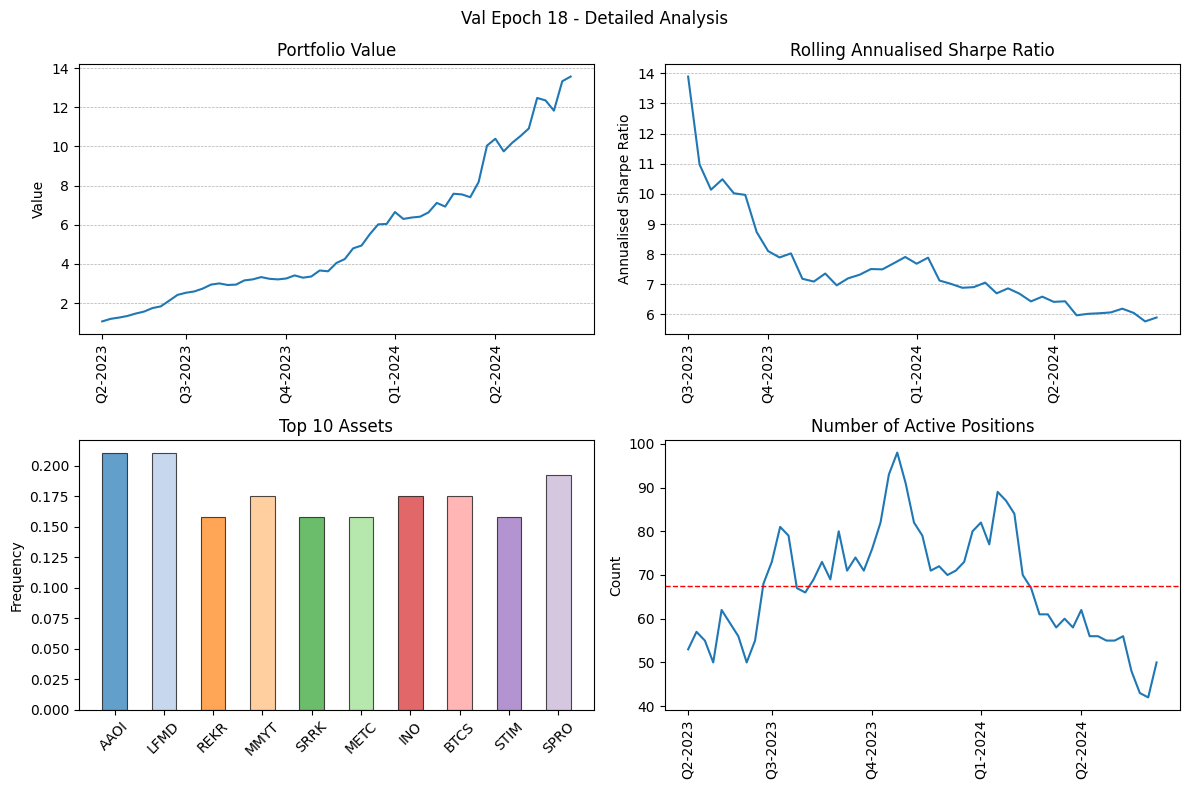 Val Epoch 18 - Detailed Analysis
Portfolio Value
Value
14
12
10
8
6
4
2
Q2-2023
Q3-2023
Q4-2023
Q1-2024
Q2-2024
Rolling Annualised Sharpe Ratio
Annualised Sharpe Ratio
14
13
12
11
10
9
8
7
6
Q3-2023
Q4-2023
Q1-2024
Q2-2024
Top 10 Assets
Frequency
0.200
0.175
0.150
0.125
0.100
0.075
0.050
0.025
0.000
AAOI
LFMD
REKR
MMYT
SRRK
METC
INO
BTCS
STIM
SPRO
Number of Active Positions
Count
100
90
80
70
60
50
40
Q2-2023
Q3-2023
Q4-2023
Q1-2024
Q2-2024